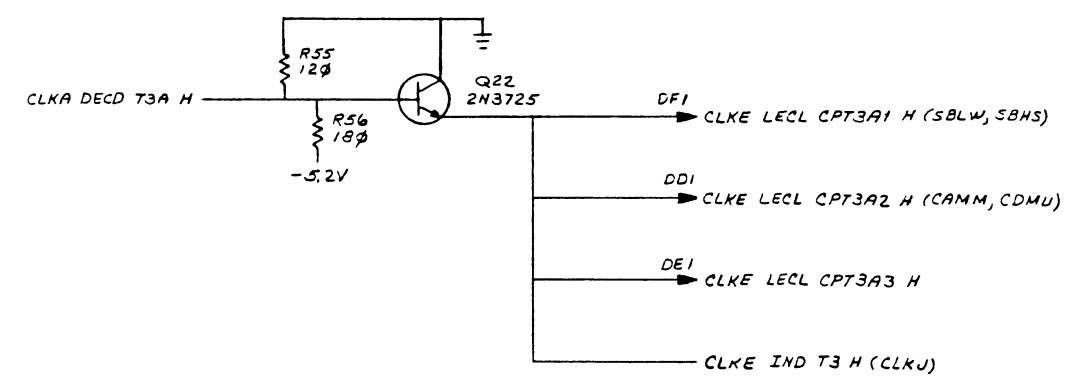 R55
12Ø
Q22
2N3725
CLKA DECD T3A H
R56
18Ø
-5.2V
DF1
CLKE LECL CPT3A1 H (SBLW, SBHS)
DD1
CLKE LECL CPT3A2 H (CAMM, CDMU)
DE1
CLKE LECL CPT3A3 H
CLKE IND T3 H (CLKJ)